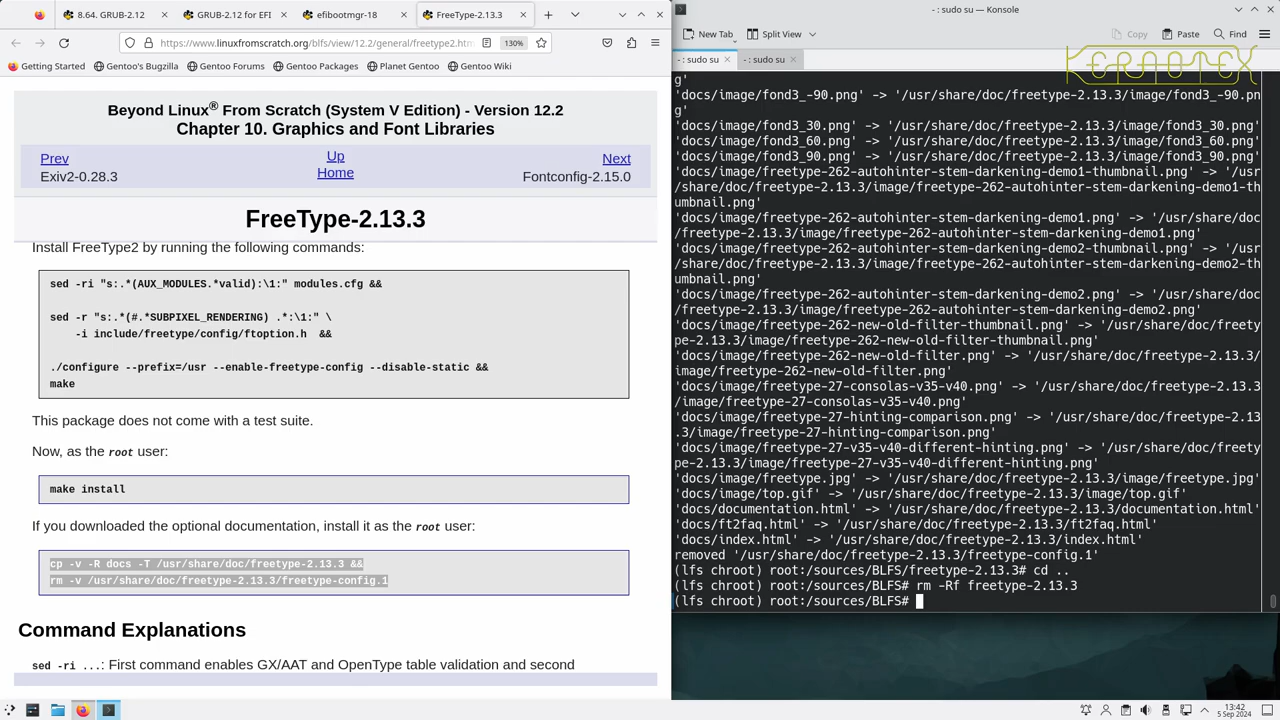 8.64. GRUB-2.12
GRUB-2.12 for EFI
efibootmgr-18
FreeType-2.13.3
https://www.linuxfromscratch.org/blfs/view/12.2/general/freetype2.htm
130%
Getting Started
Gentoo's Bugzilla
Gentoo Forums
Gentoo Packages
Planet Gentoo
Gentoo Wiki
Beyond Linux® From Scratch (System V Edition) - Version 12.2
Chapter 10. Graphics and Font Libraries
Prev
Up
Next
Exiv2-0.28.3
Home
Fontconfig-2.15.0
FreeType-2.13.3
Install FreeType2 by running the following commands:
sed -ri "s:.*(AUX_MODULES.*valid):\1:" modules.cfg &&
sed -r "s:.*(#.*SUBPIXEL_RENDERING) .*:\1:" \
-i include/freetype/config/ftoption.h &&
./configure --prefix=/usr --enable-freetype-config --disable-static &&
make
This package does not come with a test suite.
Now, as the root user:
make install
If you downloaded the optional documentation, install it as the root user:
cp -v -R docs -T /usr/share/doc/freetype-2.13.3 &&
rm -v /usr/share/doc/freetype-2.13.3/freetype-config.1
Command Explanations
sed -ri ...: First command enables GX/AAT and OpenType table validation and second
- : sudo su — Konsole
New Tab
Split View
Copy
Paste
Find
- : sudo su
- : sudo su
KERNOTEX
g'
'docs/image/fond3_-90.png' -> '/usr/share/doc/freetype-2.13.3/image/fond3_-90.pn
g'
'docs/image/fond3_30.png' -> '/usr/share/doc/freetype-2.13.3/image/fond3_30.png'
'docs/image/fond3_60.png' -> '/usr/share/doc/freetype-2.13.3/image/fond3_60.png'
'docs/image/fond3_90.png' -> '/usr/share/doc/freetype-2.13.3/image/fond3_90.png'
'docs/image/freetype-262-autohinter-stem-darkening-demo1-thumbnail.png' -> '/usr
/share/doc/freetype-2.13.3/image/freetype-262-autohinter-stem-darkening-demo1-th
umbnail.png'
'docs/image/freetype-262-autohinter-stem-darkening-demo1.png' -> '/usr/share/doc
/freetype-2.13.3/image/freetype-262-autohinter-stem-darkening-demo1.png'
'docs/image/freetype-262-autohinter-stem-darkening-demo2-thumbnail.png' -> '/usr
/share/doc/freetype-2.13.3/image/freetype-262-autohinter-stem-darkening-demo2-th
umbnail.png'
'docs/image/freetype-262-autohinter-stem-darkening-demo2.png' -> '/usr/share/doc
/freetype-2.13.3/image/freetype-262-autohinter-stem-darkening-demo2.png'
'docs/image/freetype-262-new-old-filter-thumbnail.png' -> '/usr/share/doc/freety
pe-2.13.3/image/freetype-262-new-old-filter-thumbnail.png'
'docs/image/freetype-262-new-old-filter.png' -> '/usr/share/doc/freetype-2.13.3/
image/freetype-262-new-old-filter.png'
'docs/image/freetype-27-consolas-v35-v40.png' -> '/usr/share/doc/freetype-2.13.3
/image/freetype-27-consolas-v35-v40.png'
'docs/image/freetype-27-hinting-comparison.png' -> '/usr/share/doc/freetype-2.13
.3/image/freetype-27-hinting-comparison.png'
'docs/image/freetype-27-v35-v40-different-hinting.png' -> '/usr/share/doc/freety
pe-2.13.3/image/freetype-27-v35-v40-different-hinting.png'
'docs/image/freetype.jpg' -> '/usr/share/doc/freetype-2.13.3/image/freetype.jpg'
'docs/image/top.gif' -> '/usr/share/doc/freetype-2.13.3/image/top.gif'
'docs/documentation.html' -> '/usr/share/doc/freetype-2.13.3/documentation.html'
'docs/ft2faq.html' -> '/usr/share/doc/freetype-2.13.3/ft2faq.html'
'docs/index.html' -> '/usr/share/doc/freetype-2.13.3/index.html'
removed '/usr/share/doc/freetype-2.13.3/freetype-config.1'
(lfs chroot) root:/sources/BLFS/freetype-2.13.3# cd ..
(lfs chroot) root:/sources/BLFS# rm -Rf freetype-2.13.3
(lfs chroot) root:/sources/BLFS#
13:42
5 Sep 2024